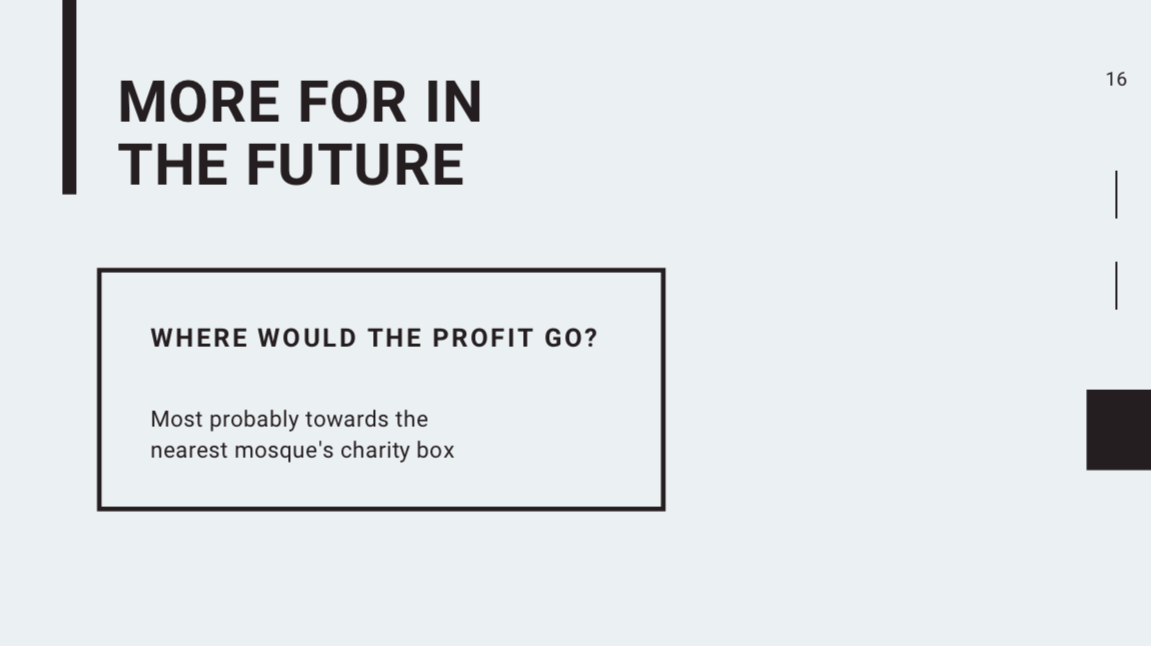 MORE FOR IN
THE FUTURE
16
WHERE WOULD THE PROFIT GO?
Most probably towards the
nearest mosque's charity box